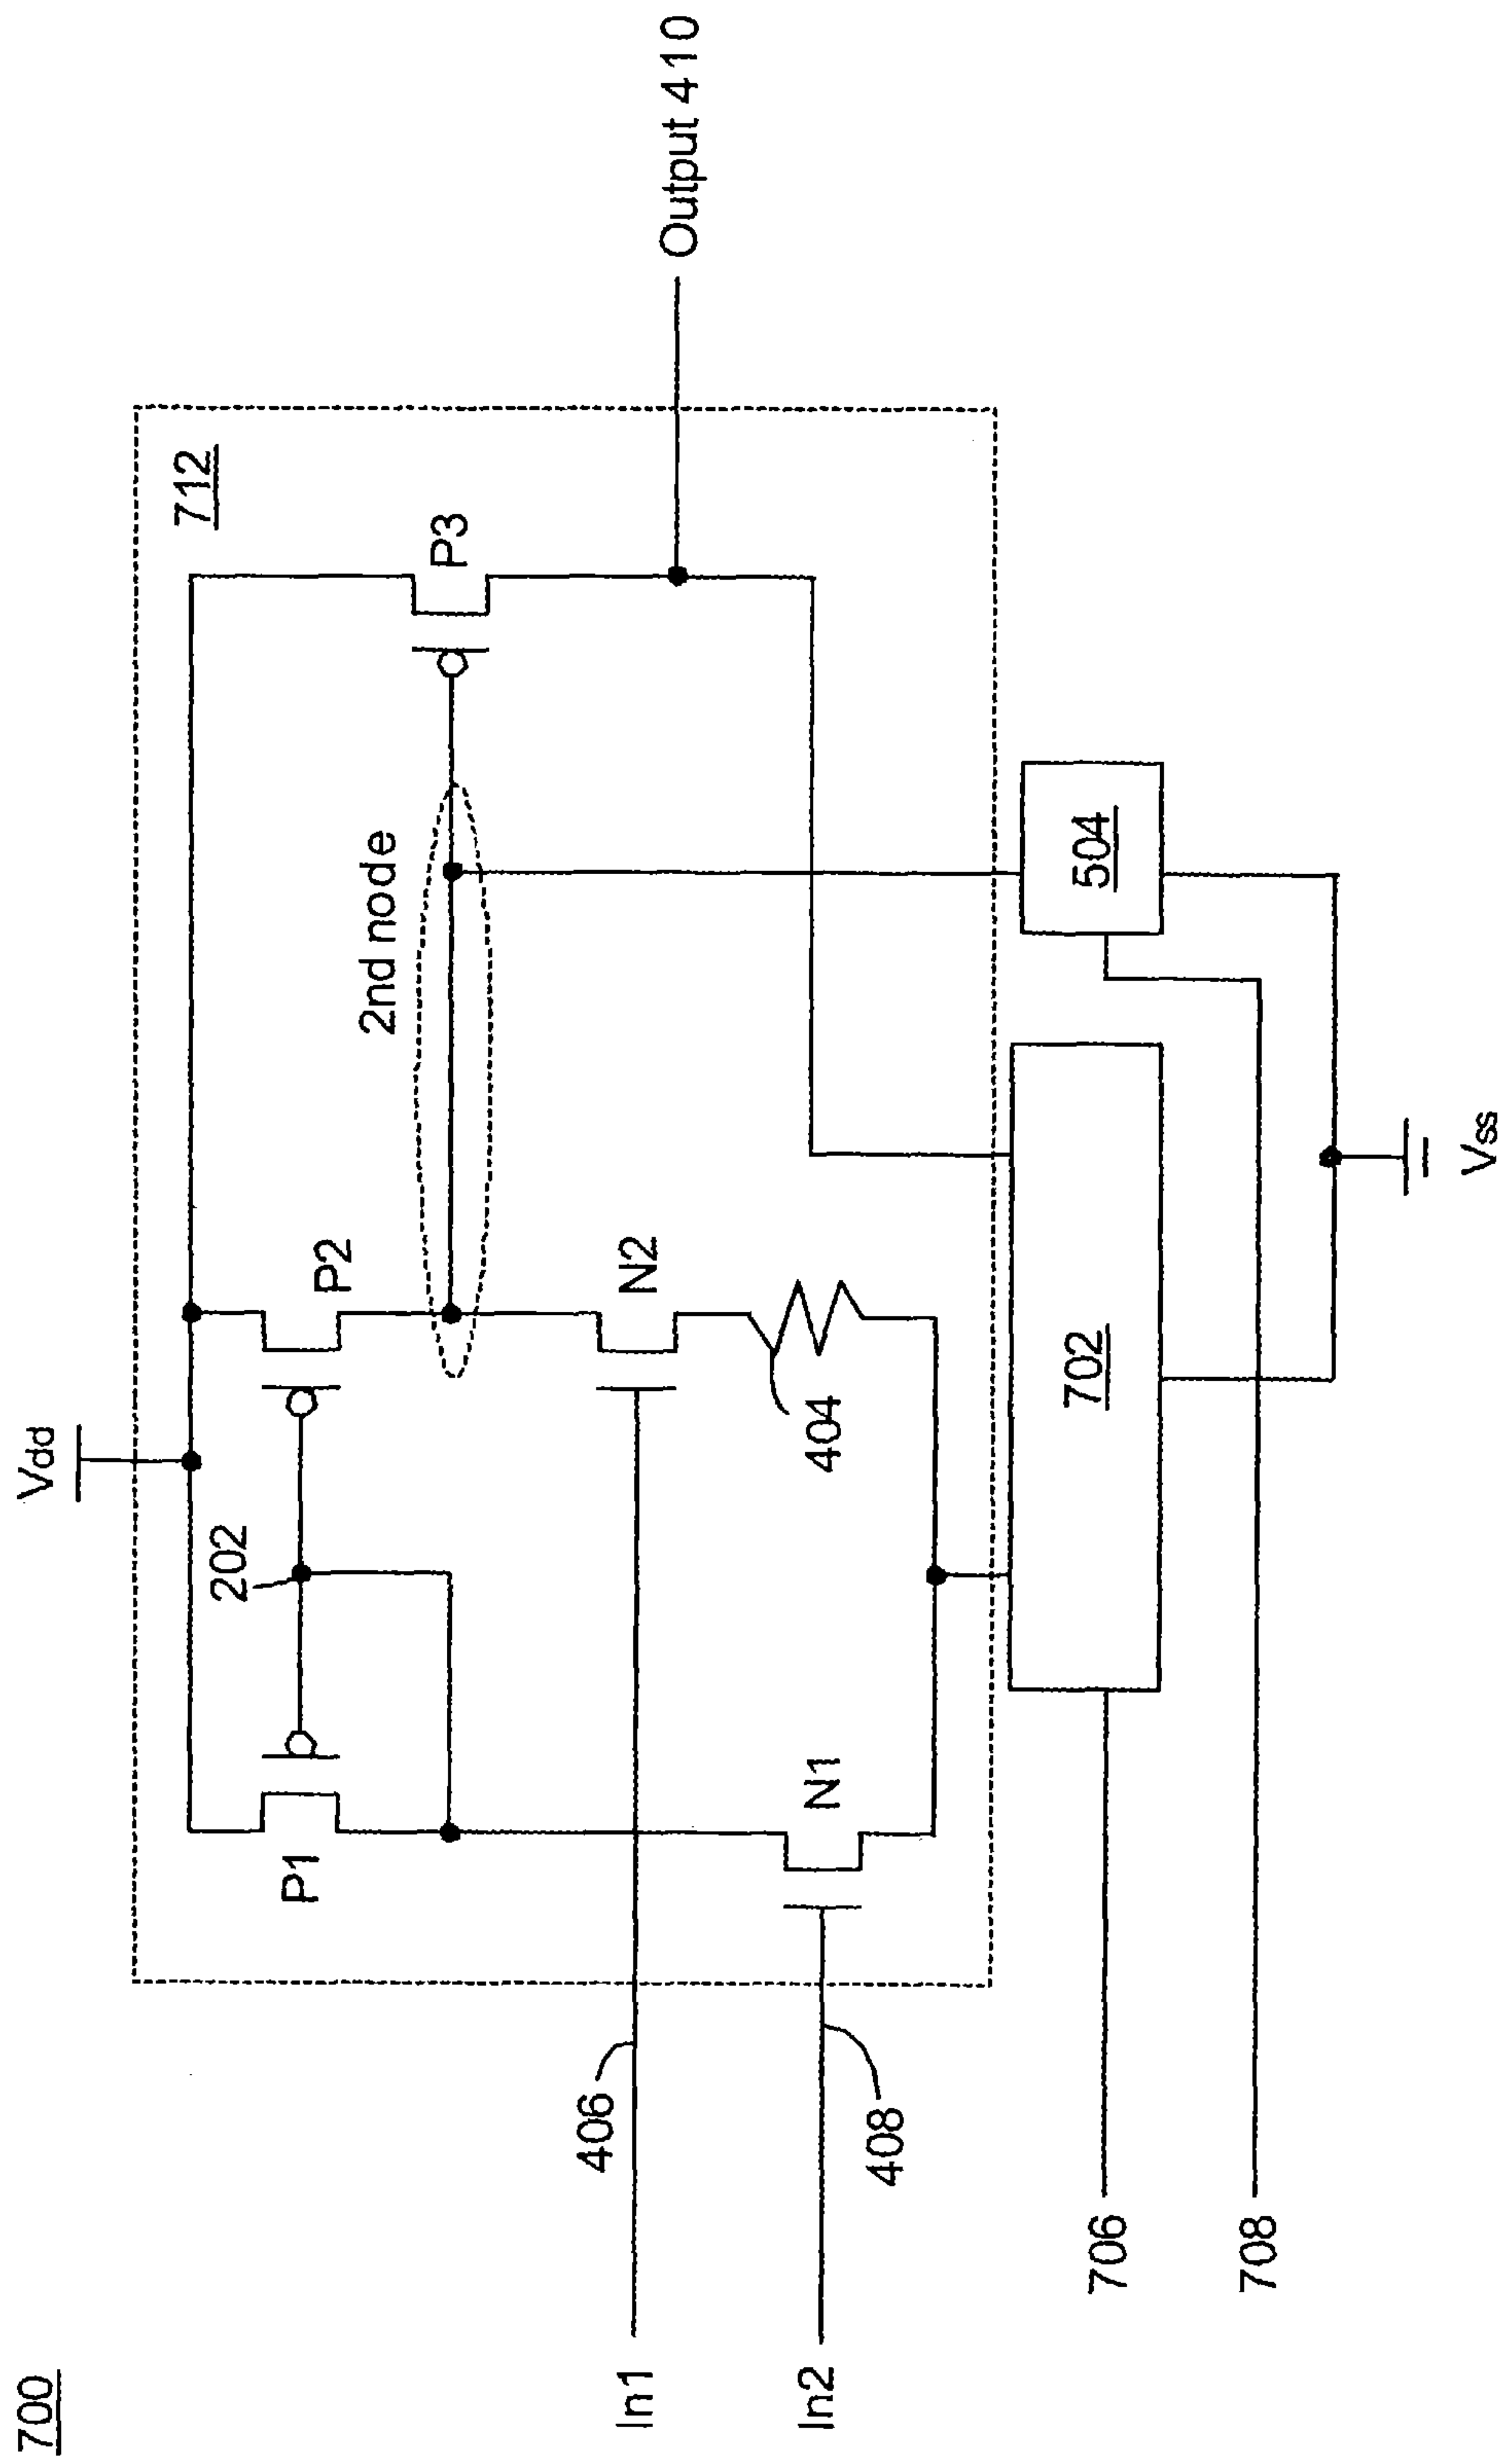 700
Vdd
712
202
P1
P2
2nd node
P3
In1
406
N2
Output 410
In2
408
N1
404
706
702
504
708
Vss